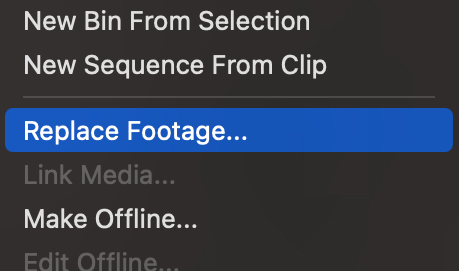 New Bin From Selection
New Sequence From Clip
Replace Footage...
Link Media...
Make Offline...
Edit Offline...